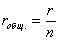 rобщ. = r/n